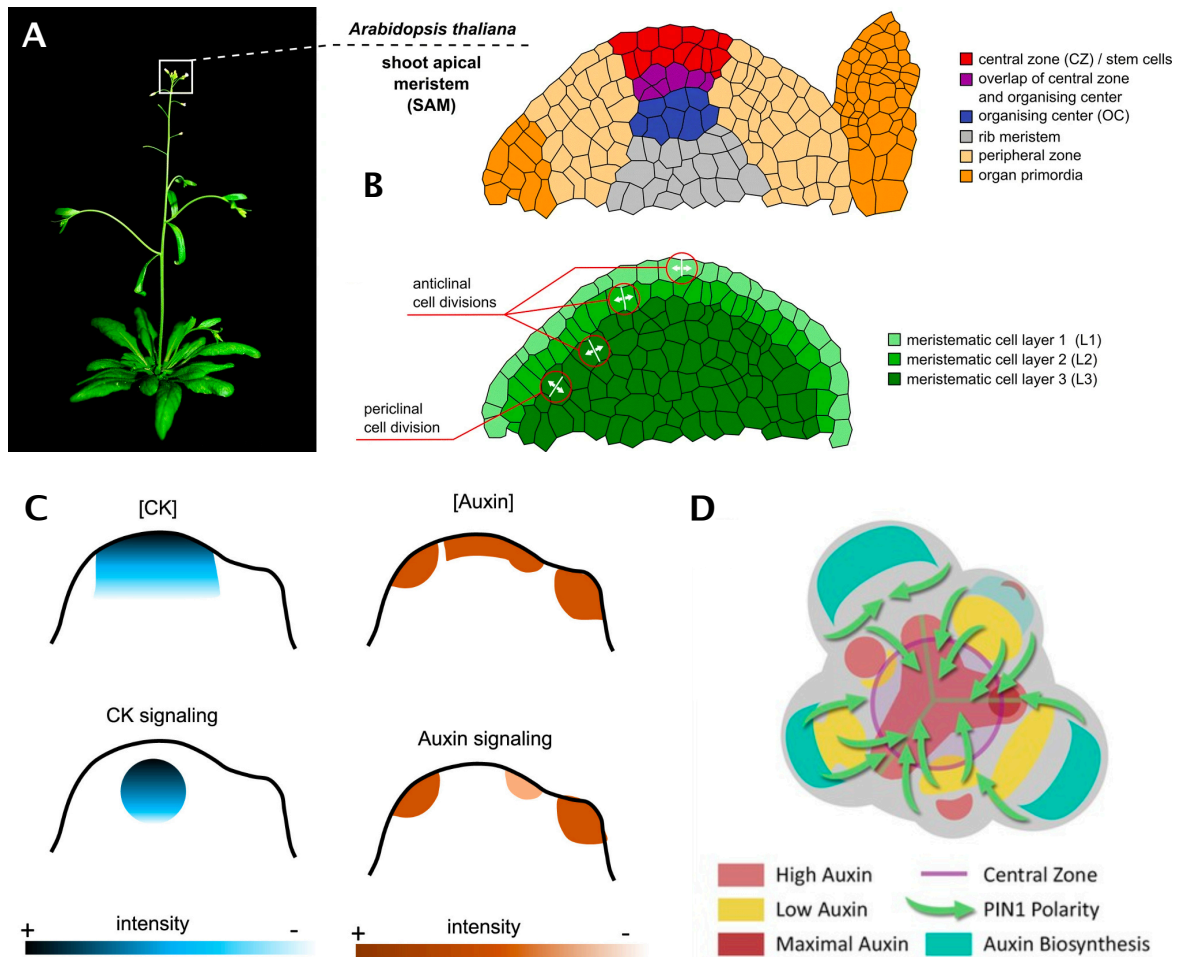 A
Arabidopsis thaliana
shoot apical
meristem
(SAM)
central zone (CZ) / stem cells
overlap of central zone
and organising center
organising center (OC)
rib meristem
peripheral zone
organ primordia
B
anticlinal
cell divisions
periclinal
cell division
meristematic cell layer 1 (L1)
meristematic cell layer 2 (L2)
meristematic cell layer 3 (L3)
C
[CK]
[Auxin]
CK signaling
Auxin signaling
+ intensity -
+ intensity -
D
High Auxin
Low Auxin
Maximal Auxin
Central Zone
PIN1 Polarity
Auxin Biosynthesis